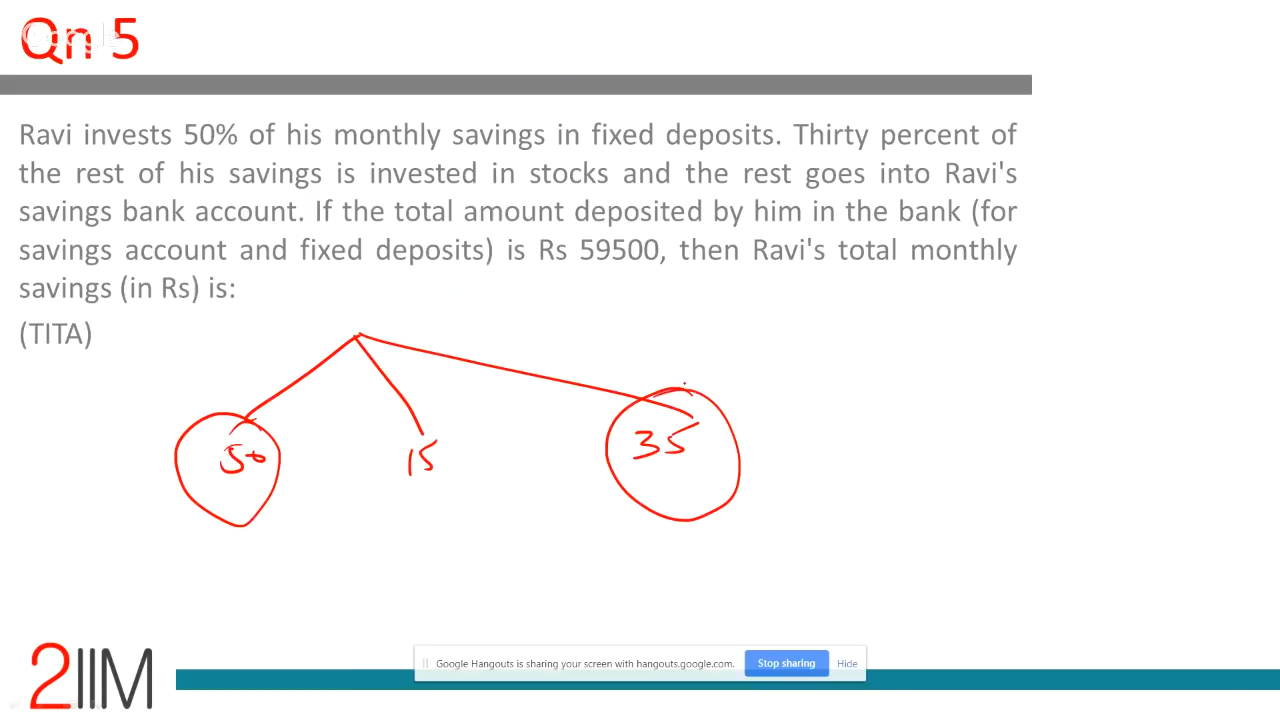 Qn 5
Google
Ravi invests 50% of his monthly savings in fixed deposits. Thirty percent of
the rest of his savings is invested in stocks and the rest goes into Ravi's
savings bank account. If the total amount deposited by him in the bank (for
savings account and fixed deposits) is Rs 59500, then Ravi's total monthly
savings (in Rs) is:
(TITA)
50 15 35
2IIM
Google Hangouts is sharing your screen with hangouts.google.com. Stop sharing Hide